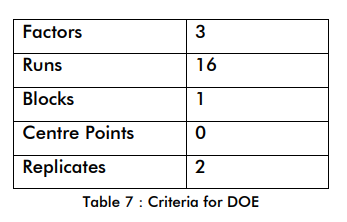 Factors 3
Runs 16
Blocks 1
Centre Points 0
Replicates 2
Table 7 : Criteria for DOE